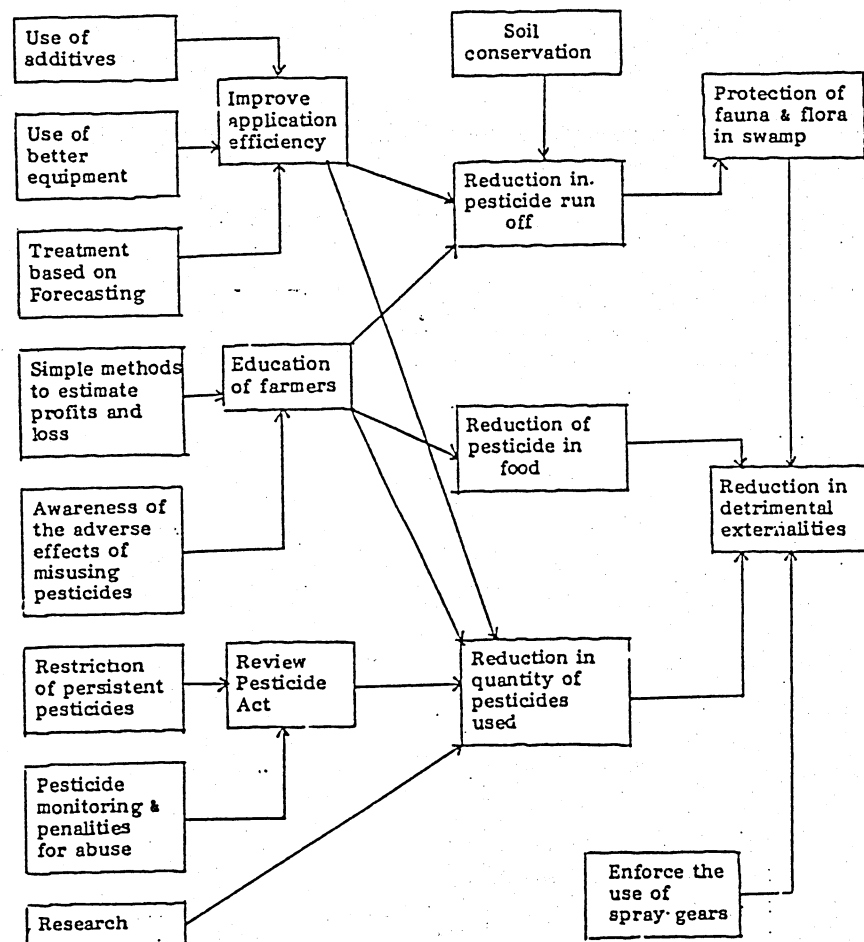 Use of
additives
Use of
better
equipment
Treatment
based on
Forecasting
Simple methods
to estimate
profits and
loss
Awareness of
the adverse
effects of
misusing
pesticides
Restriction
of persistent
pesticides
Pesticide
monitoring &
penalities
for abuse
Research
Improve
application
efficiency
Education
of farmers
Review
Pesticide
Act
Soil
conservation
Reduction in.
pesticide run
off
Reduction of
pesticide in
food
Reduction in
quantity of
pesticides
used
Protection of
fauna & flora
in swamp
Reduction in
detrimental
externalities
Enforce the
use of
spray gears